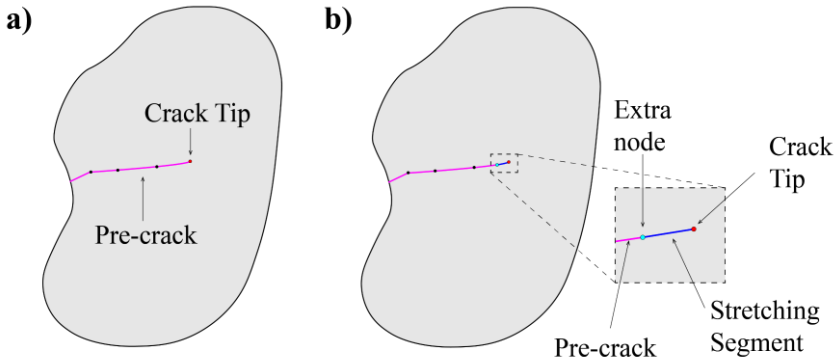 a)
Crack Tip
Pre-crack
b)
Extra
node
Crack
Tip
Pre-crack
Stretching
Segment